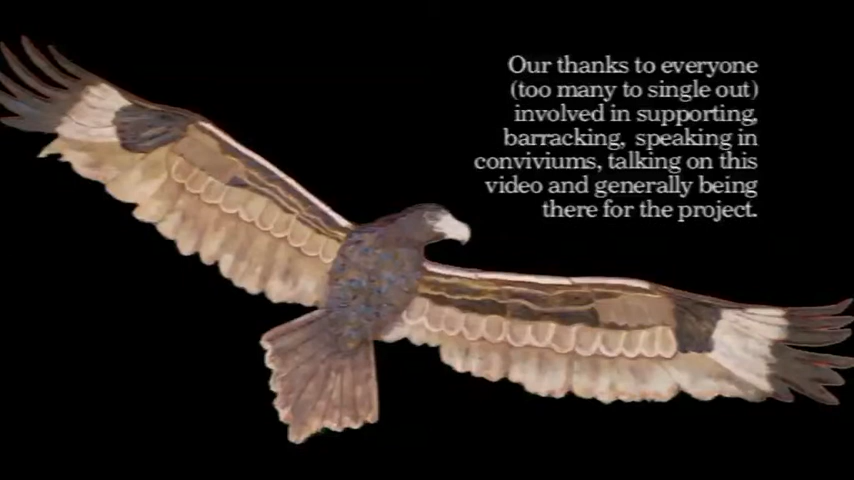 Our thanks to everyone
(too many to single out)
involved in supporting,
barracking, speaking in
conviviums, talking on this
video and generally being
there for the project.